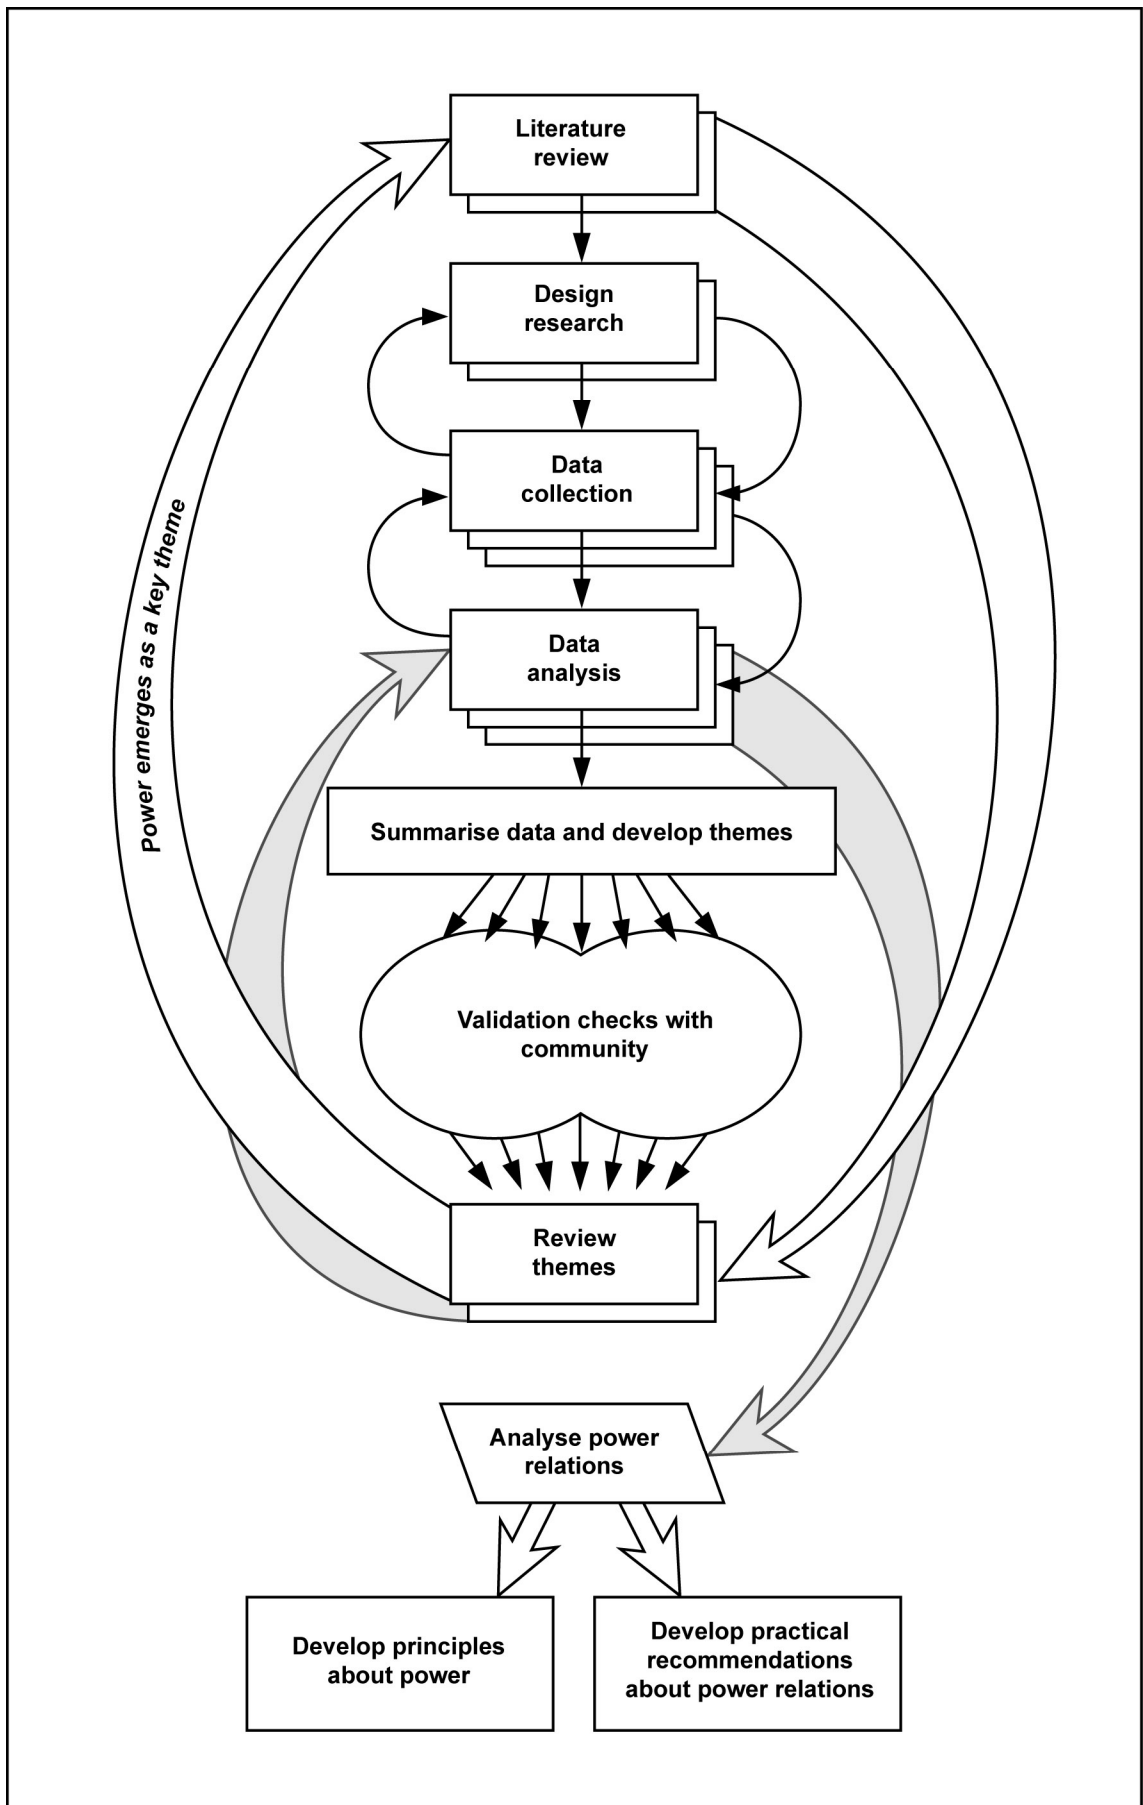 Literature
review
Design
research
Data
collection
Power emerges as a key theme
Data
analysis
Summarise data and develop themes
Validation checks with
community
Review
themes
Analyse power
relations
Develop principles
about power
Develop practical
recommendations
about power relations